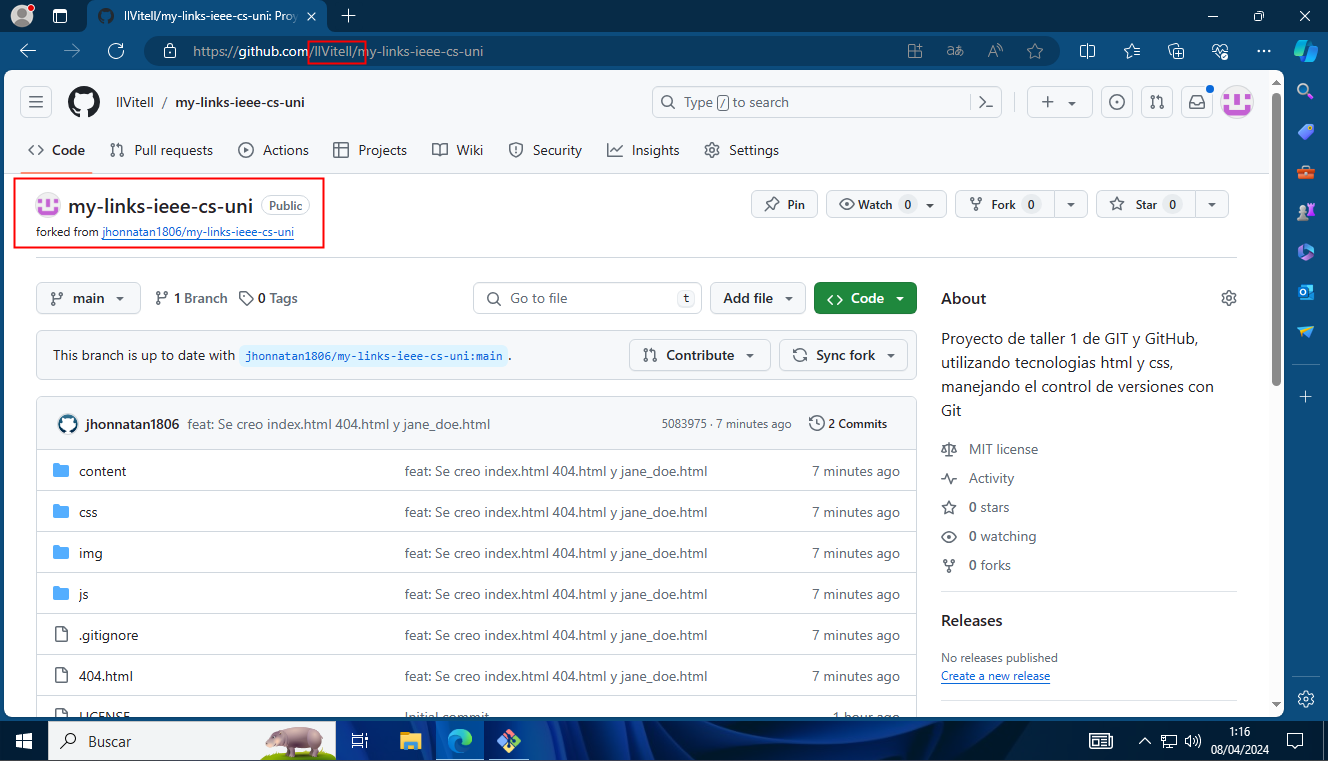 llVitell/my-links-ieee-cs-uni: Proy
https://github.com/llVitell/my-links-ieee-cs-uni
llVitell / my-links-ieee-cs-uni
Type / to search
Code Pull requests Actions Projects Wiki Security Insights Settings
my-links-ieee-cs-uni Public
Pin Watch 0 Fork 0 Star 0
forked from jhonnatan1806/my-links-ieee-cs-uni
main 1 Branch 0 Tags Go to file t Add file Code
This branch is up to date with jhonnatan1806/my-links-ieee-cs-uni:main . Contribute Sync fork
jhonnatan1806 feat: Se creo index.html 404.html y jane_doe.html 5083975 · 7 minutes ago 2 Commits
content feat: Se creo index.html 404.html y jane_doe.html 7 minutes ago
css feat: Se creo index.html 404.html y jane_doe.html 7 minutes ago
img feat: Se creo index.html 404.html y jane_doe.html 7 minutes ago
js feat: Se creo index.html 404.html y jane_doe.html 7 minutes ago
.gitignore feat: Se creo index.html 404.html y jane_doe.html 7 minutes ago
404.html feat: Se creo index.html 404.html y jane_doe.html 7 minutes ago
LICENSE Initial commit 1 hour ago
About
Proyecto de taller 1 de GIT y GitHub,
utilizando tecnologias html y css,
manejando el control de versiones con
Git
MIT license
Activity
0 stars
0 watching
0 forks
Releases
No releases published
Create a new release
Buscar
1:16
08/04/2024